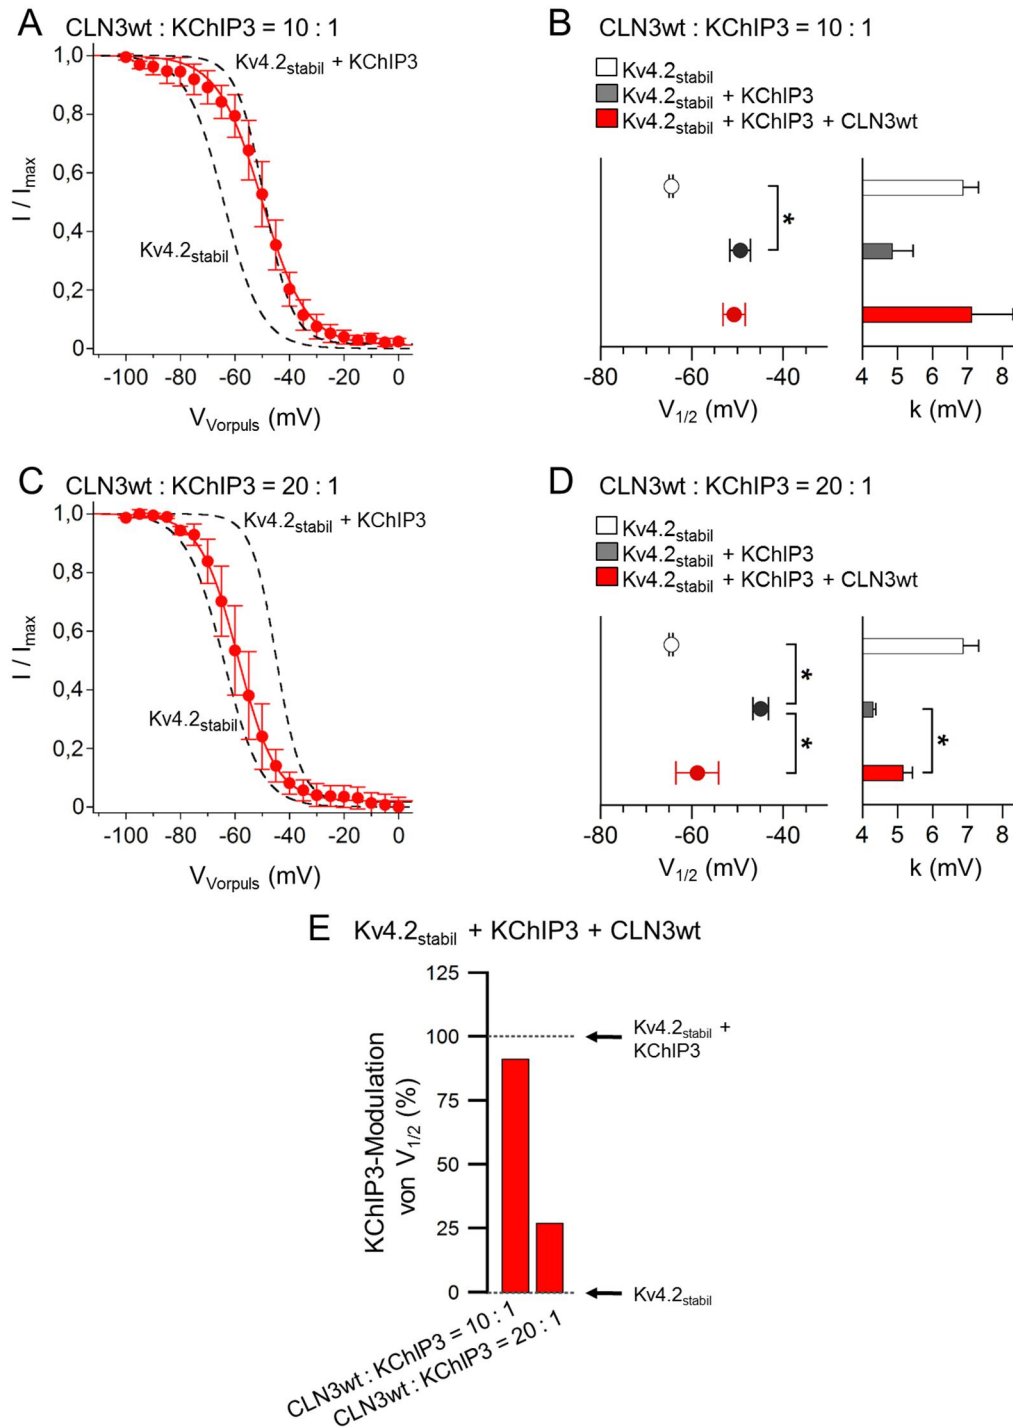 A CLN3wt : KChIP3 = 10 : 1
1,0
0,8
0,6
0,4
0,2
0
I / Imax
Kv4.2stabil + KChIP3
Kv4.2stabil
-100 -80 -60 -40 -20 0
VVorpuls (mV)
B CLN3wt : KChIP3 = 10 : 1
Kv4.2stabil
Kv4.2stabil + KChIP3
Kv4.2stabil + KChIP3 + CLN3wt
*
-80 -60 -40
V1/2 (mV)
4 5 6 7 8
k (mV)
C CLN3wt : KChIP3 = 20 : 1
1,0
0,8
0,6
0,4
0,2
0
I / Imax
Kv4.2stabil + KChIP3
Kv4.2stabil
-100 -80 -60 -40 -20 0
VVorpuls (mV)
D CLN3wt : KChIP3 = 20 : 1
Kv4.2stabil
Kv4.2stabil + KChIP3
Kv4.2stabil + KChIP3 + CLN3wt
*
*
*
-80 -60 -40
V1/2 (mV)
4 5 6 7 8
k (mV)
E Kv4.2stabil + KChIP3 + CLN3wt
125
100
75
50
25
0
KChIP3-Modulation
von V1/2 (%)
Kv4.2stabil +
KChIP3
Kv4.2stabil
CLN3wt : KChIP3 = 10 : 1
CLN3wt : KChIP3 = 20 : 1